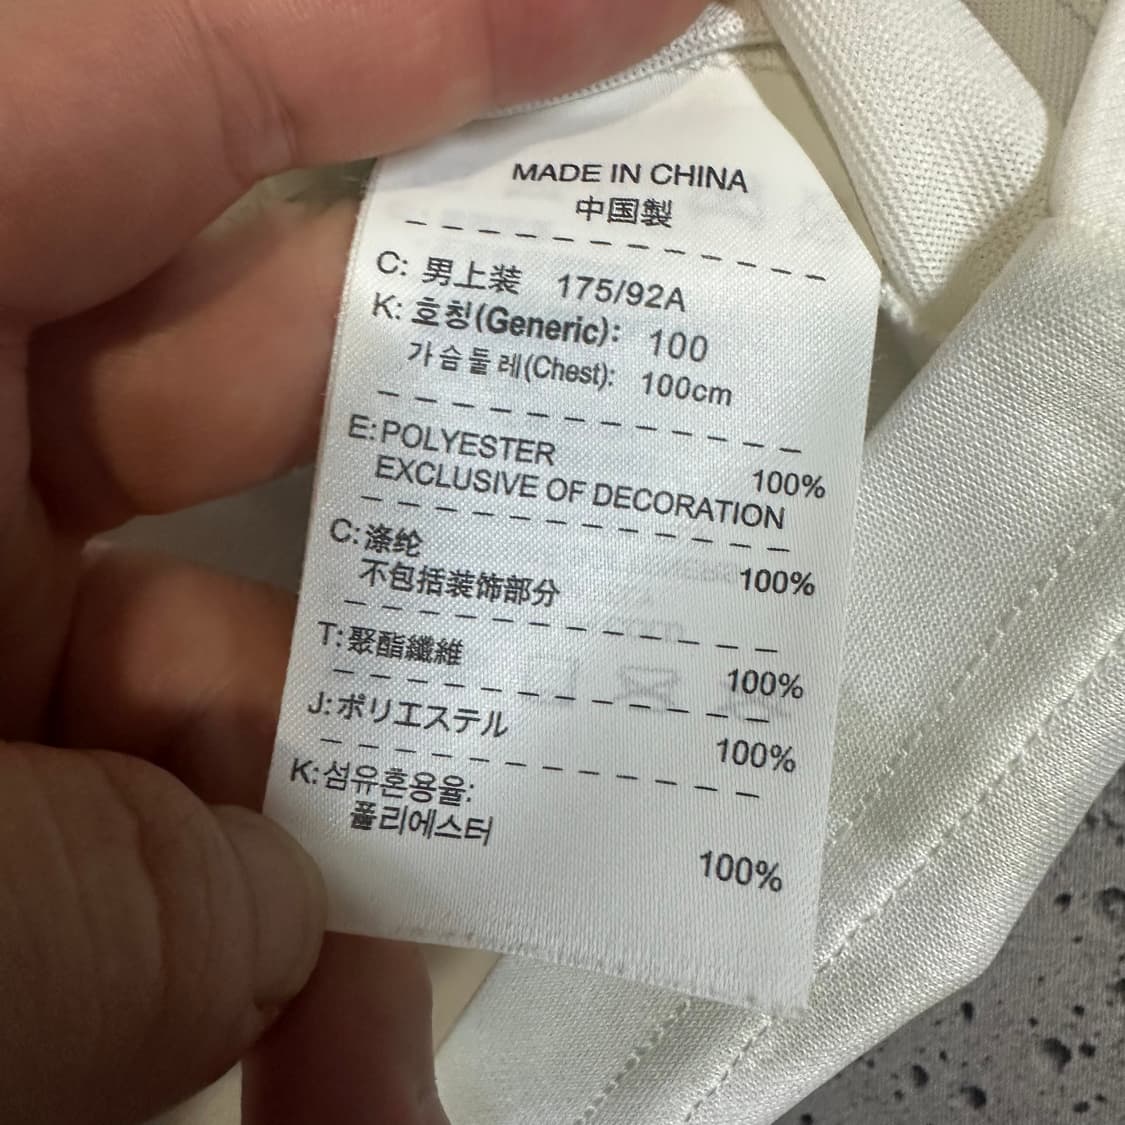 MADE IN CHINA
中国製
C: 男上装 175/92A
K: 호칭(Generic): 100
가슴둘레(Chest): 100cm
E: POLYESTER 100%
EXCLUSIVE OF DECORATION
C: 涤纶 100%
不包括装饰部分
T: 聚酯纖維 100%
J: ポリエステル 100%
K: 섬유혼용율:
폴리에스터 100%